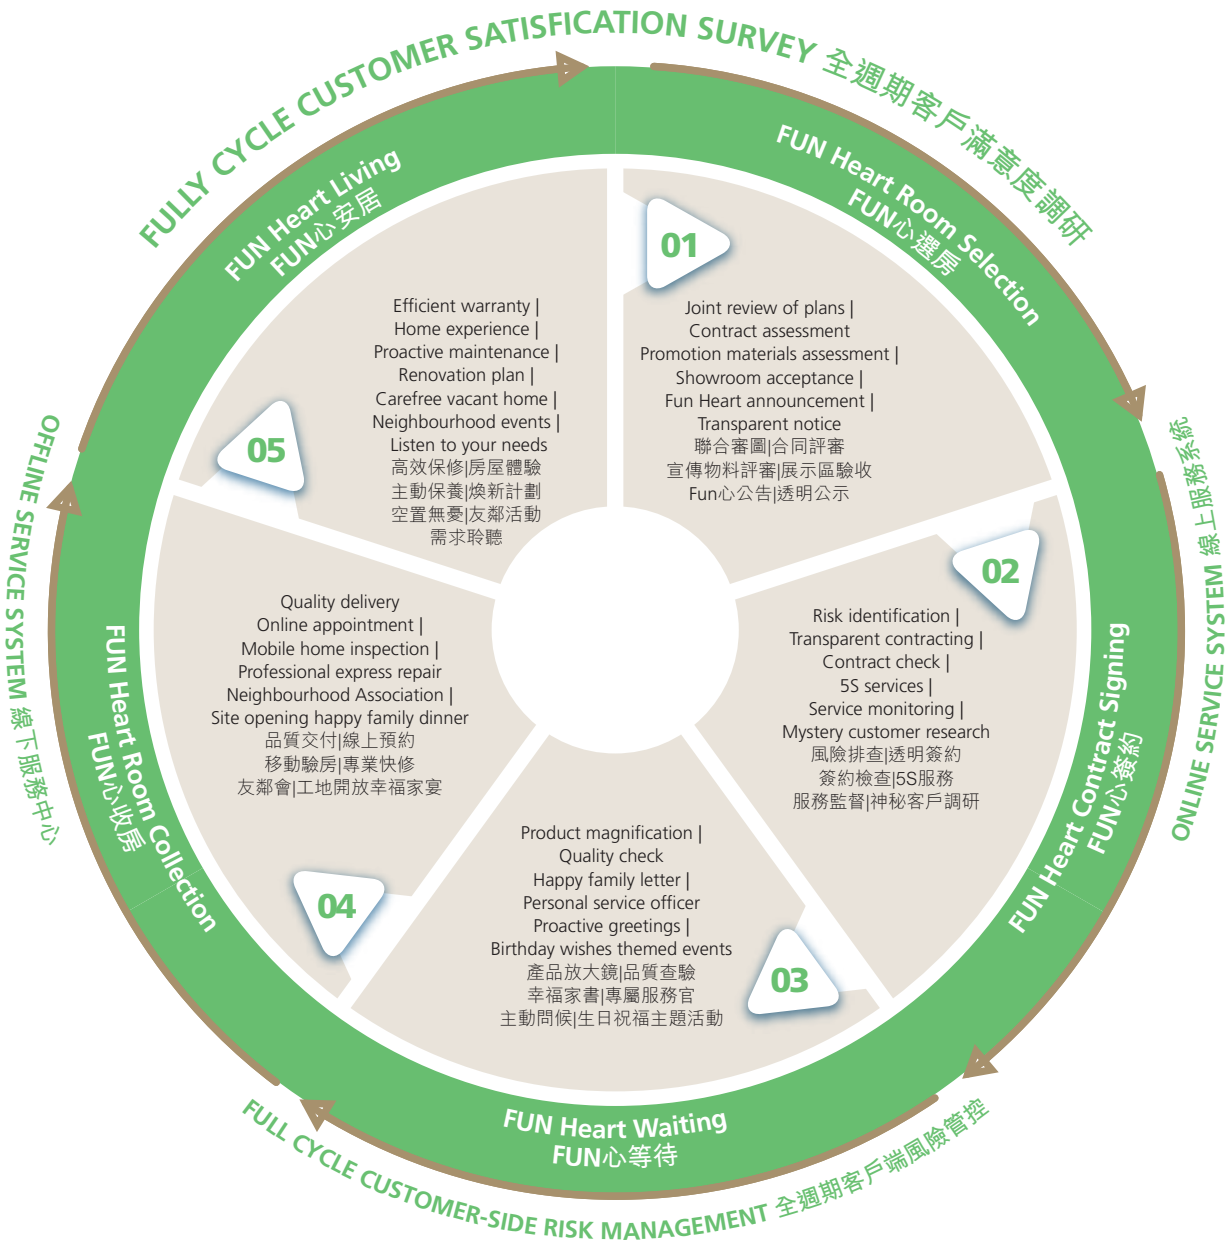 FULLY CYCLE CUSTOMER SATISFICATION SURVEY 全週期客戶滿意度調研
FUN Heart Room Selection
FUN心選房
01
Joint review of plans |
Contract assessment
Promotion materials assessment |
Showroom acceptance |
Fun Heart announcement |
Transparent notice
聯合審圖|合同評審
宣傳物料評審|展示區驗收
Fun心公告|透明公示
ONLINE SERVICE SYSTEM 線上服務系統
FUN Heart Contract Signing
FUN心簽約
02
Risk identification |
Transparent contracting |
Contract check |
5S services |
Service monitoring |
Mystery customer research
風險排查|透明簽約
簽約檢查|5S服務
服務監督|神秘客戶調研
FUN Heart Waiting
FUN心等待
03
Product magnification |
Quality check
Happy family letter |
Personal service officer
Proactive greetings |
Birthday wishes themed events
產品放大鏡|品質查驗
幸福家書|專屬服務官
主動問候|生日祝福主題活動
FULL CYCLE CUSTOMER-SIDE RISK MANAGEMENT 全週期客戶端風險管控
FUN Heart Room Collection
FUN心收房
04
Quality delivery
Online appointment |
Mobile home inspection |
Professional express repair
Neighbourhood Association |
Site opening happy family dinner
品質交付|線上預約
移動驗房|專業快修
友鄰會|工地開放幸福家宴
OFFLINE SERVICE SYSTEM 線下服務中心
FUN Heart Living
FUN心安居
05
Efficient warranty |
Home experience |
Proactive maintenance |
Renovation plan |
Carefree vacant home |
Neighbourhood events |
Listen to your needs
高效保修|房屋體驗
主動保養|煥新計劃
空置無憂|友鄰活動
需求聆聽